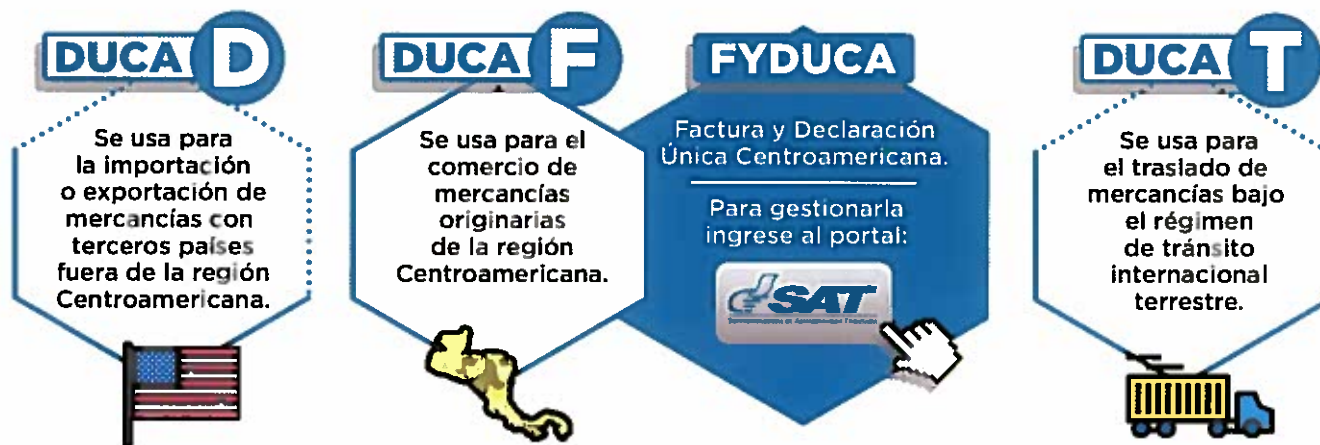 DUCA D
Se usa para
la importación
o exportación de
mercancías con
terceros países
fuera de la región
Centroamericana.
DUCA F
Se usa para el
comercio de
mercancías
originarias
de la región
Centroamericana.
FYDUCA
Factura y Declaración
Única Centroamericana.
Para gestionarla
ingrese al portal:
SAT
DUCA T
Se usa para
el traslado de
mercancías bajo
el régimen
de tránsito
internacional
terrestre.